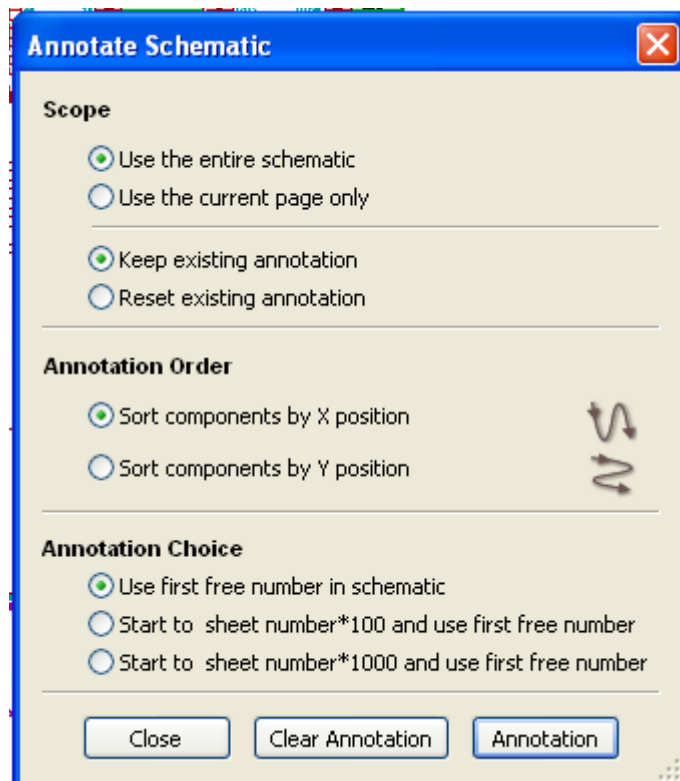 Annotate Schematic
Scope
Use the entire schematic
Use the current page only
Keep existing annotation
Reset existing annotation
Annotation Order
Sort components by X position
Sort components by Y position
Annotation Choice
Use first free number in schematic
Start to sheet number*100 and use first free number
Start to sheet number*1000 and use first free number
Close Clear Annotation Annotation